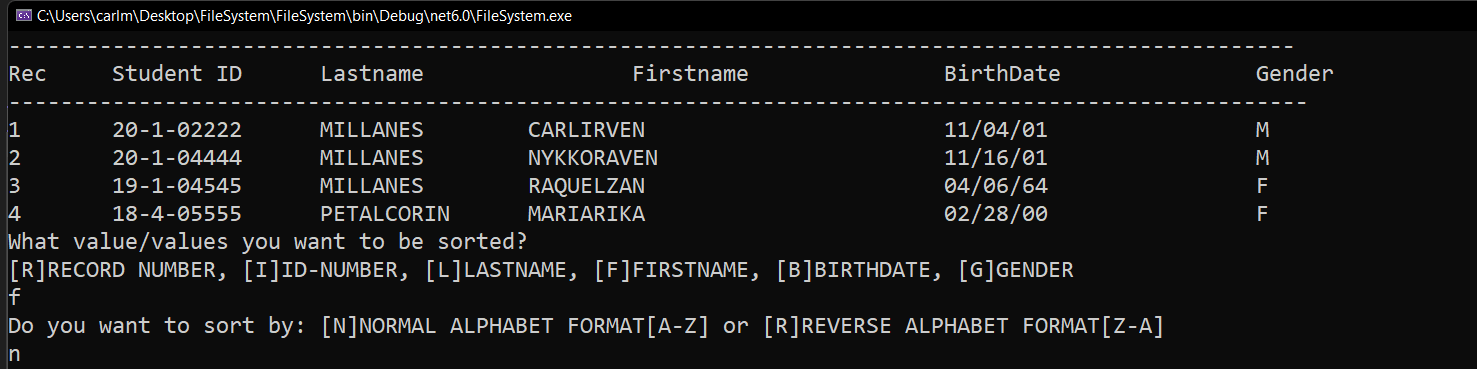 C:\Users\carlm\Desktop\FileSystem\FileSystem\bin\Debug\net6.0\FileSystem.exe
---------------------------------------------------------------------------------------------------
Rec Student ID Lastname Firstname BirthDate Gender
----------------------------------------------------------------------------------------------------
1 20-1-02222 MILLANES CARLIRVEN 11/04/01 M
2 20-1-04444 MILLANES NYKKORAVEN 11/16/01 M
3 19-1-04545 MILLANES RAQUELZAN 04/06/64 F
4 18-4-05555 PETALCORIN MARIARIKA 02/28/00 F
What value/values you want to be sorted?
[R]RECORD NUMBER, [I]ID-NUMBER, [L]LASTNAME, [F]FIRSTNAME, [B]BIRTHDATE, [G]GENDER
f
Do you want to sort by: [N]NORMAL ALPHABET FORMAT[A-Z] or [R]REVERSE ALPHABET FORMAT[Z-A]
n